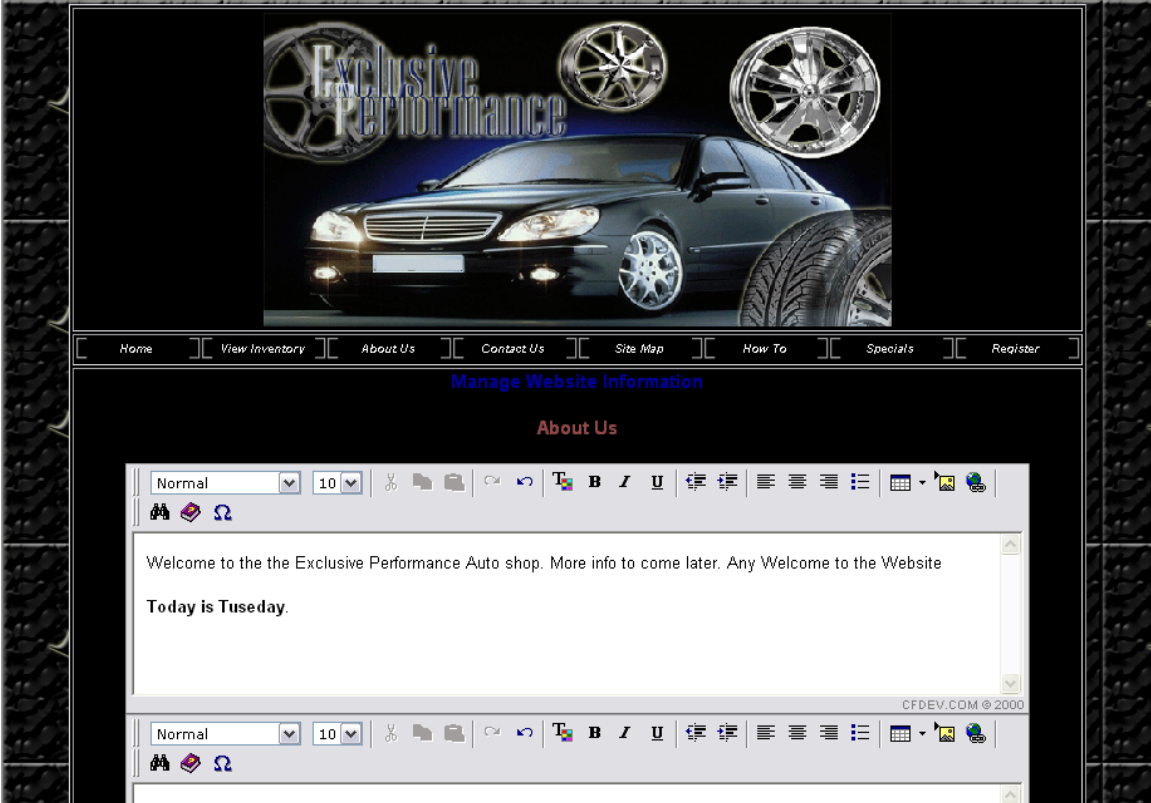 Exclusive
Performance
Home View Inventory About Us Contact Us Site Map How To Specials Register
Manage Website Information
About Us
Normal 10 T B I U
Ω
Welcome to the the Exclusive Performance Auto shop. More info to come later. Any Welcome to the Website
Today is Tuseday.
CFDEV.COM © 2000
Normal 10 T B I U
Ω